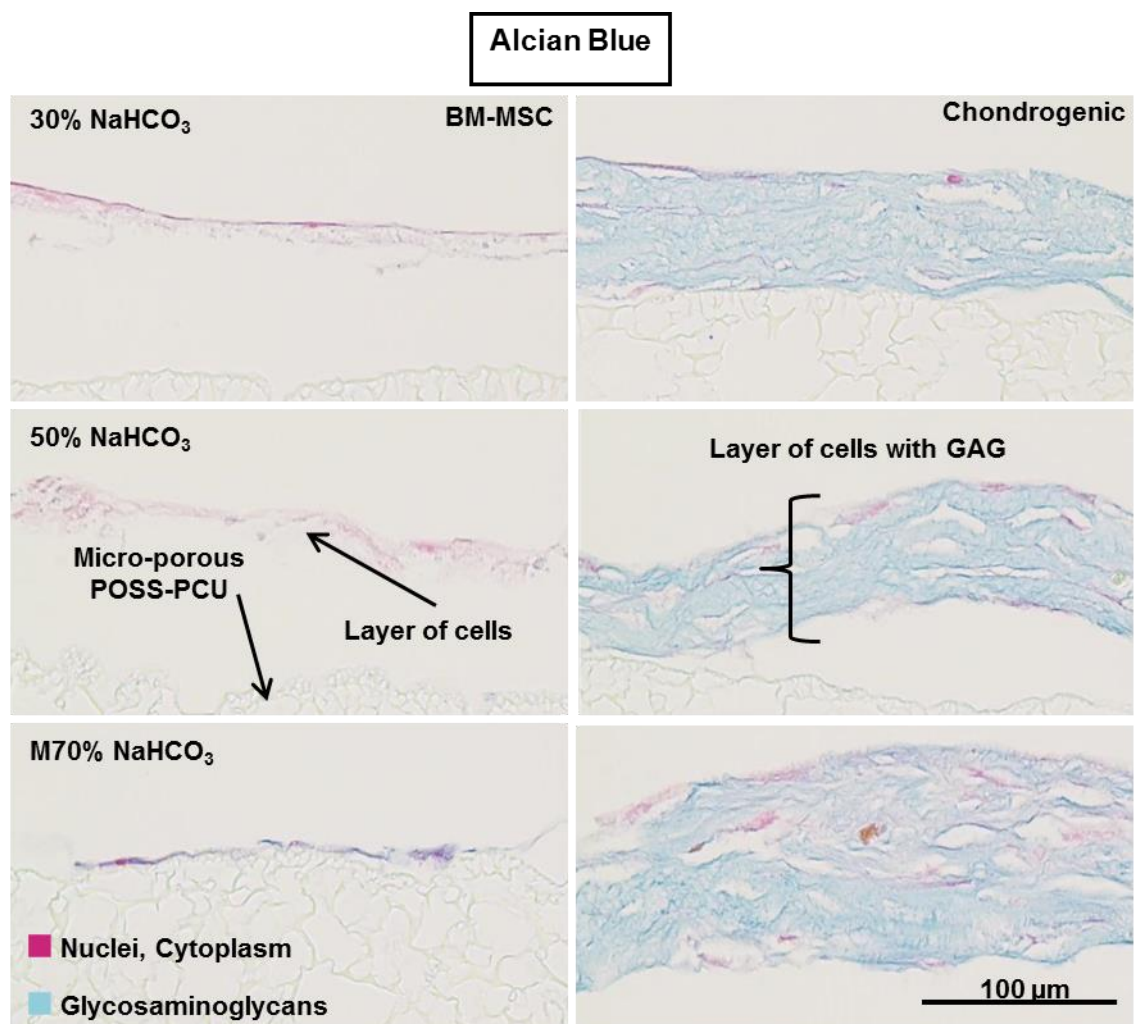 Alcian Blue
30% NaHCO₃
BM-MSC
Chondrogenic
50% NaHCO₃
Micro-porous
POSS-PCU
Layer of cells
Layer of cells with GAG
M70% NaHCO₃
Nuclei, Cytoplasm
Glycosaminoglycans
100 µm